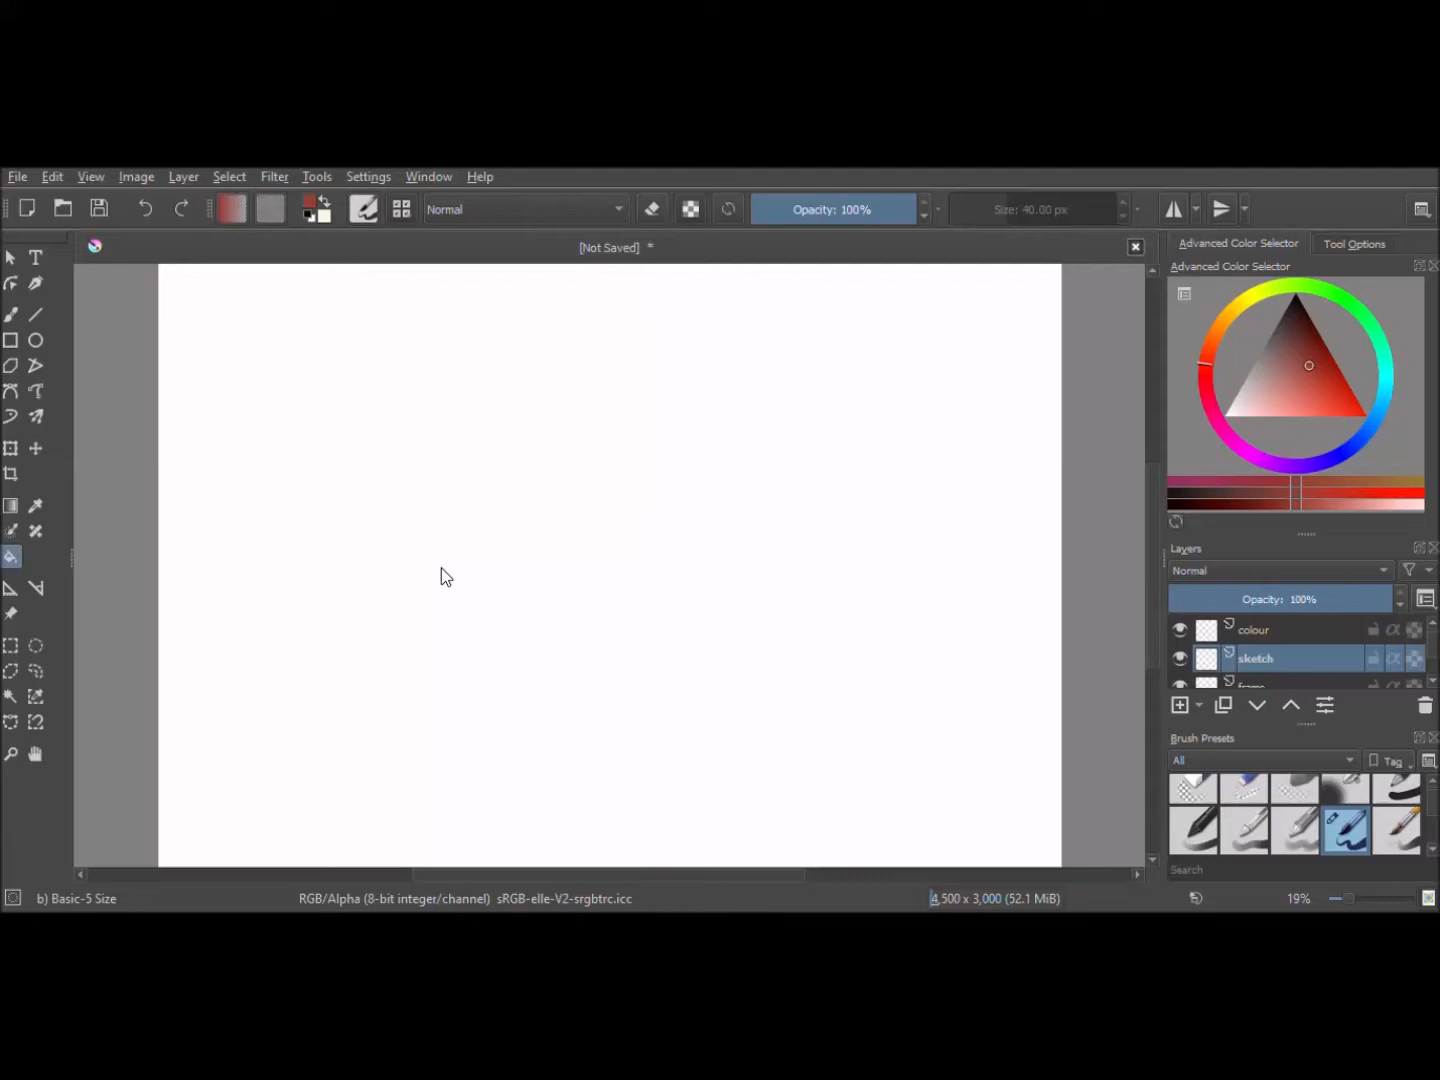 File Edit View Image Layer Select Filter Tools Settings Window Help
Normal Opacity: 100% Size: 40.00 px
[Not Saved] *
Advanced Color Selector Tool Options
Advanced Color Selector
Layers
Normal
Opacity: 100%
colour
sketch
frame
Brush Presets
All Tag
Search
b) Basic-5 Size RGB/Alpha (8-bit integer/channel) sRGB-elle-V2-srgbtrc.icc 4,500 x 3,000 (52.1 MiB) 19%